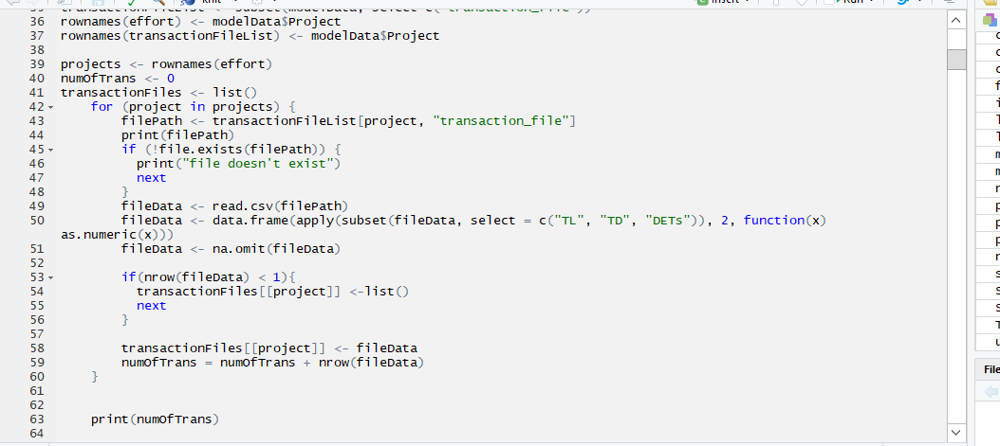 Knit
Insert
Run
36 rownames(effort) <- modelData$Project
37 rownames(transactionFileList) <- modelData$Project
38
39 projects <- rownames(effort)
40 numOfTrans <- 0
41 transactionFiles <- list()
42 for (project in projects) {
43 filePath <- transactionFileList[project, "transaction_file"]
44 print(filePath)
45 if (!file.exists(filePath)) {
46 print("file doesn't exist")
47 next
48 }
49 fileData <- read.csv(filePath)
50 fileData <- data.frame(apply(subset(fileData, select = c("TL", "TD", "DETs")), 2, function(x)
as.numeric(x)))
51 fileData <- na.omit(fileData)
52
53 if(nrow(fileData) < 1){
54 transactionFiles[[project]] <-list()
55 next
56 }
57
58 transactionFiles[[project]] <- fileData
59 numOfTrans = numOfTrans + nrow(fileData)
60 }
61
62
63 print(numOfTrans)
64
File